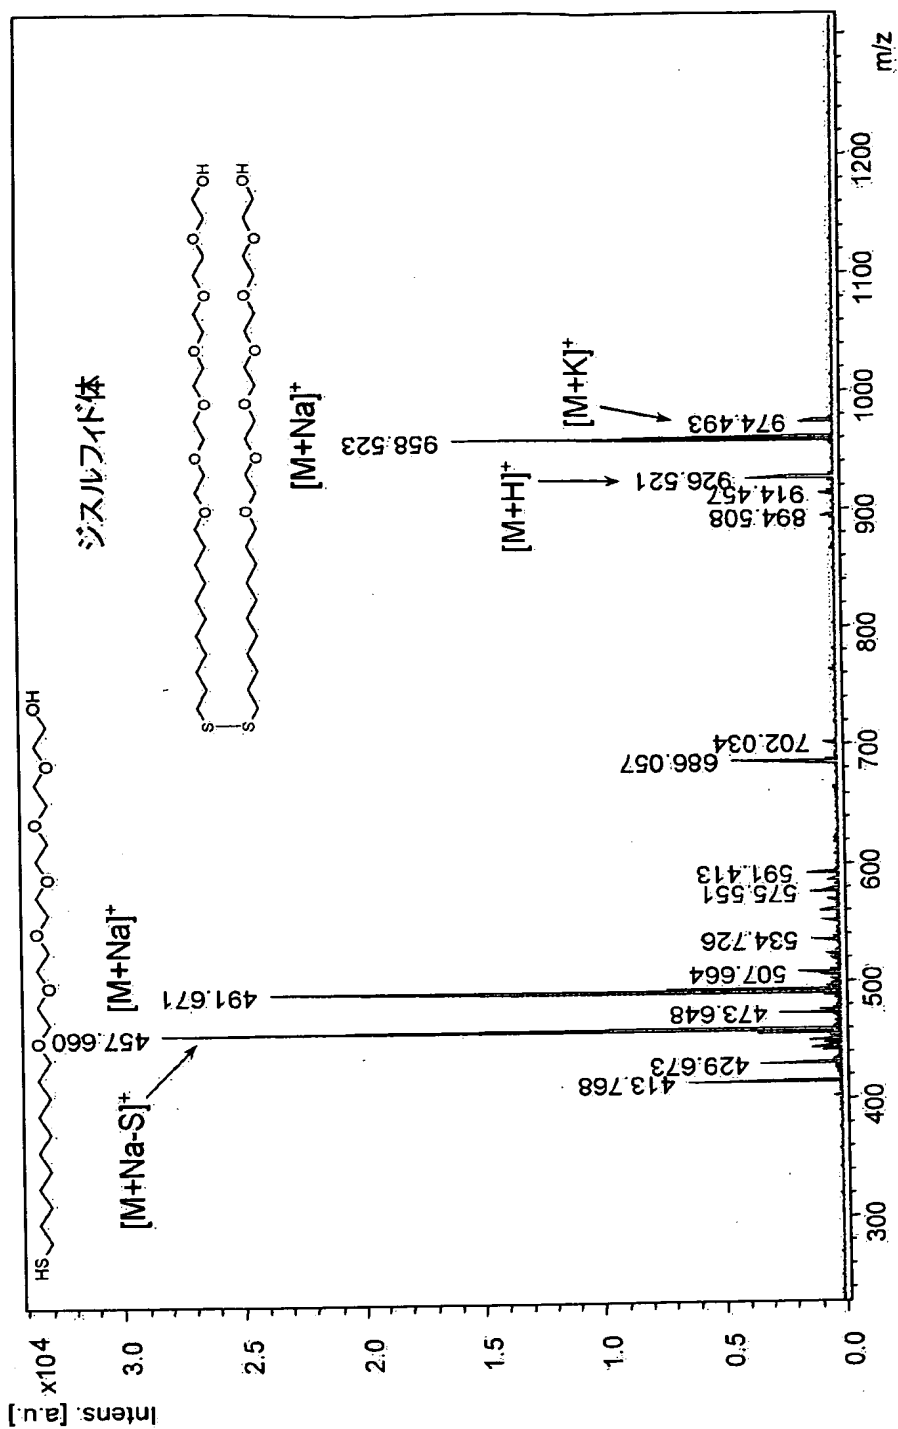 Intens. [a.u.]
x10⁴
3.0
2.5
2.0
1.5
1.0
0.5
0.0
HS
O
O
O
O
O
O
OH
[M+Na-S]⁺
457.660
[M+Na]⁺
491.671
ジスルフィド体
S
O
O
O
O
O
O
OH
S
O
O
O
O
O
O
OH
[M+Na]⁺
958.523
[M+H]⁺
[M+K]⁺
413.768
429.673
473.648
507.664
534.726
575.551
591.413
686.057
702.034
894.508
914.457
926.521
974.493
300
400
500
600
700
800
900
1000
1100
1200
m/z